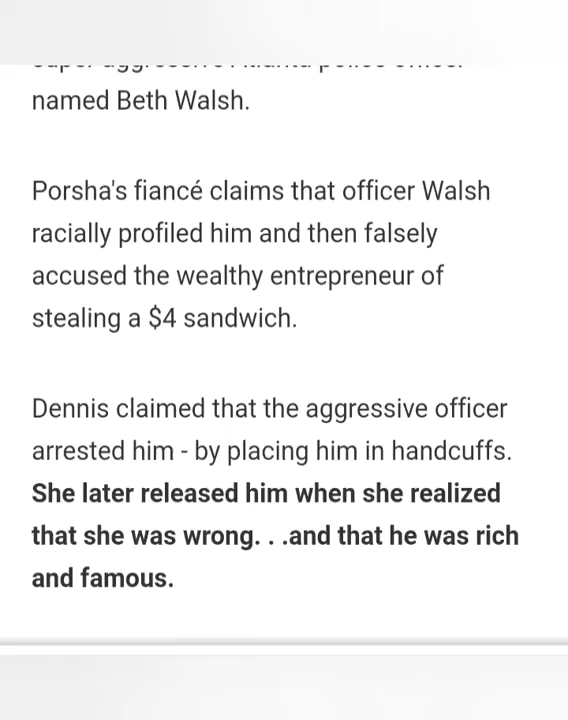 named Beth Walsh.
Porsha's fiancé claims that officer Walsh
racially profiled him and then falsely
accused the wealthy entrepreneur of
stealing a $4 sandwich.
Dennis claimed that the aggressive officer
arrested him - by placing him in handcuffs.
She later released him when she realized
that she was wrong. . .and that he was rich
and famous.